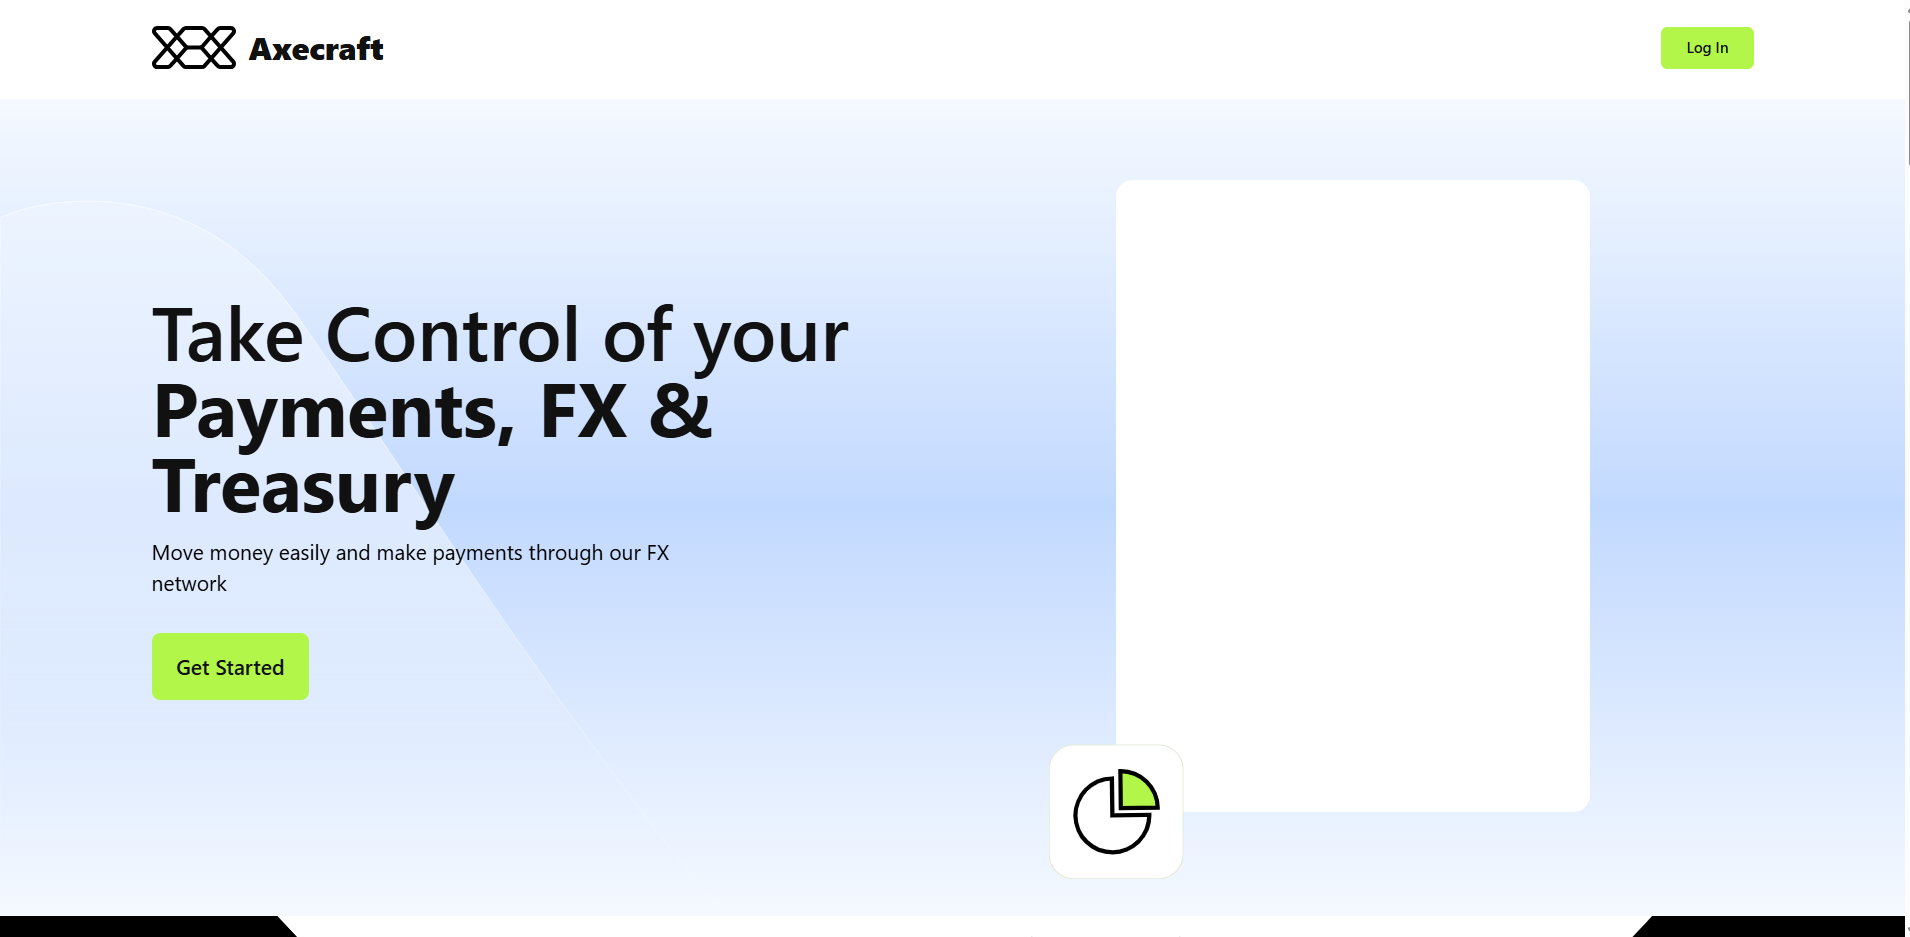 Axecraft
Log In
Take Control of your
Payments, FX &
Treasury
Move money easily and make payments through our FX
network
Get Started